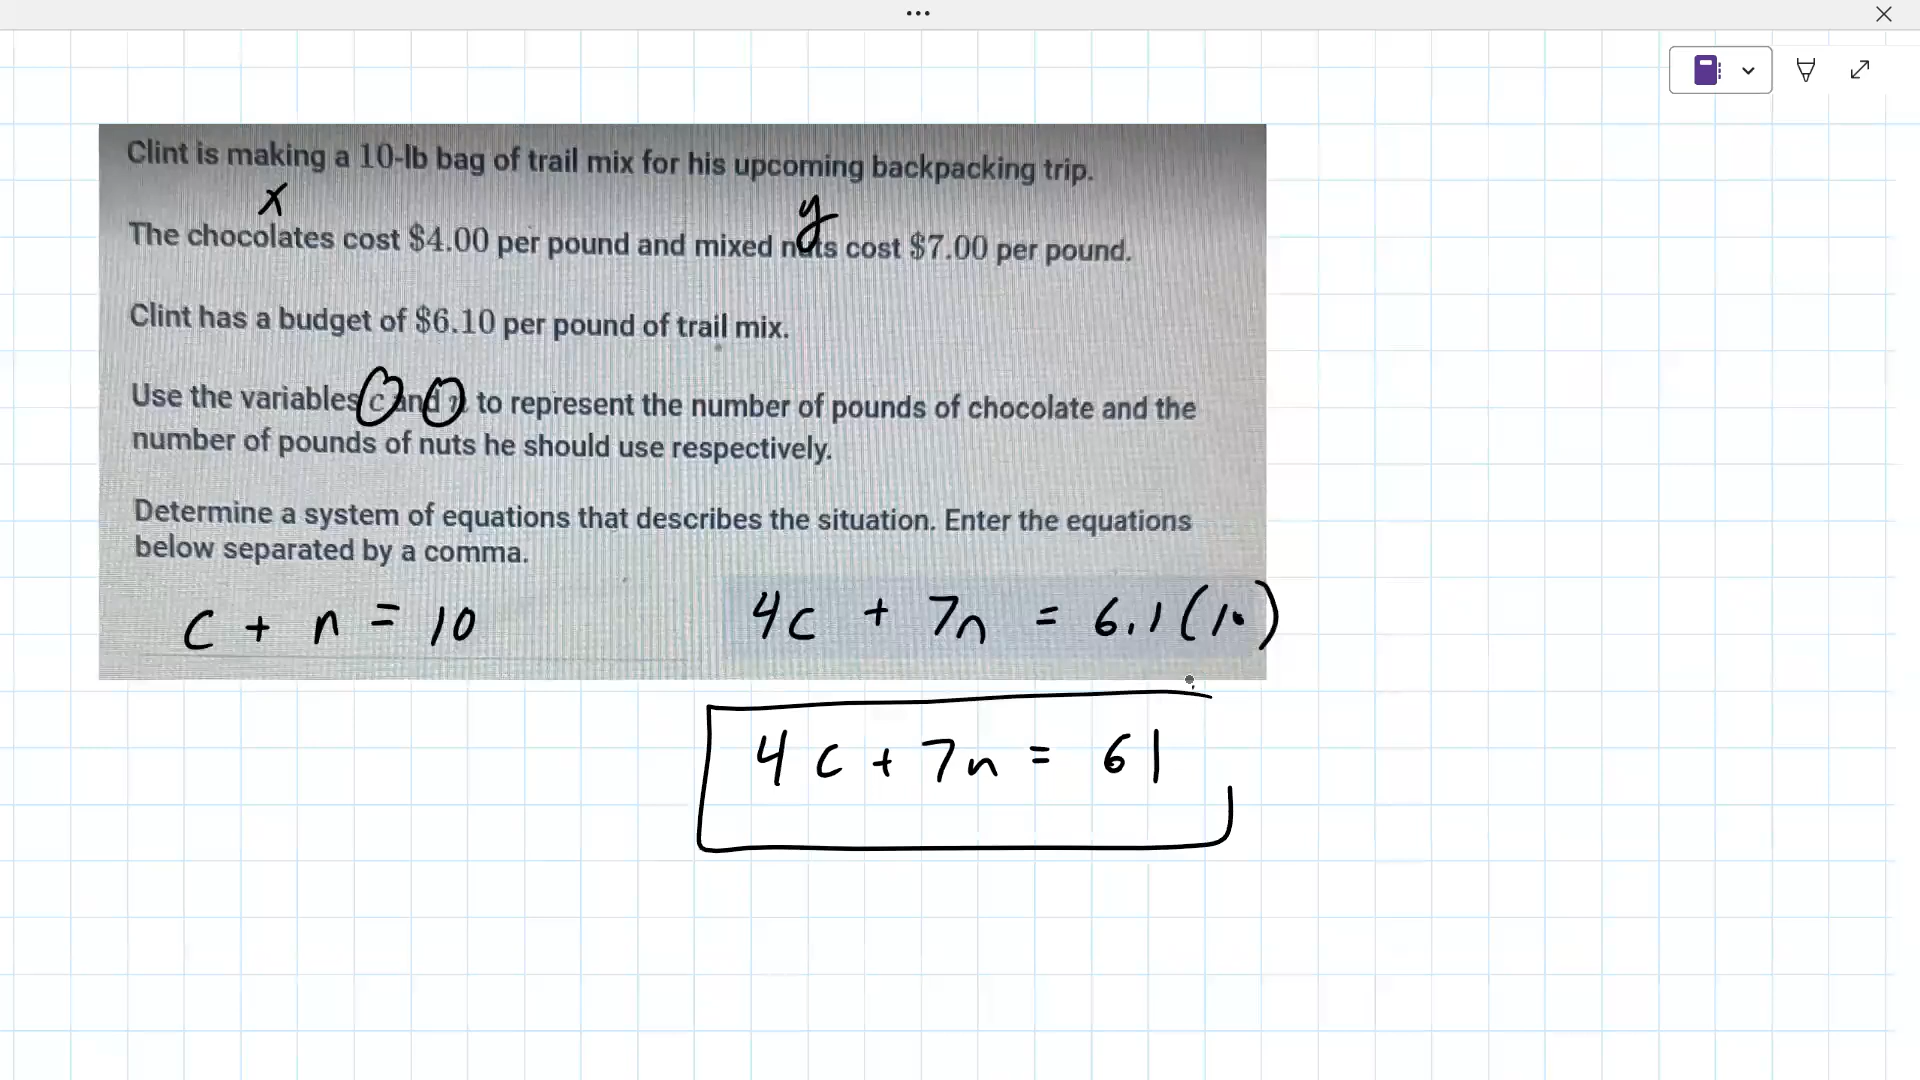 Clint is making a 10-lb bag of trail mix for his upcoming backpacking trip.
x y
The chocolates cost $4.00 per pound and mixed nuts cost $7.00 per pound.
Clint has a budget of $6.10 per pound of trail mix.
Use the variables c and n to represent the number of pounds of chocolate and the
number of pounds of nuts he should use respectively.
Determine a system of equations that describes the situation. Enter the equations
below separated by a comma.
c + n = 10 4c + 7n = 6.1(10)
4c + 7n = 61